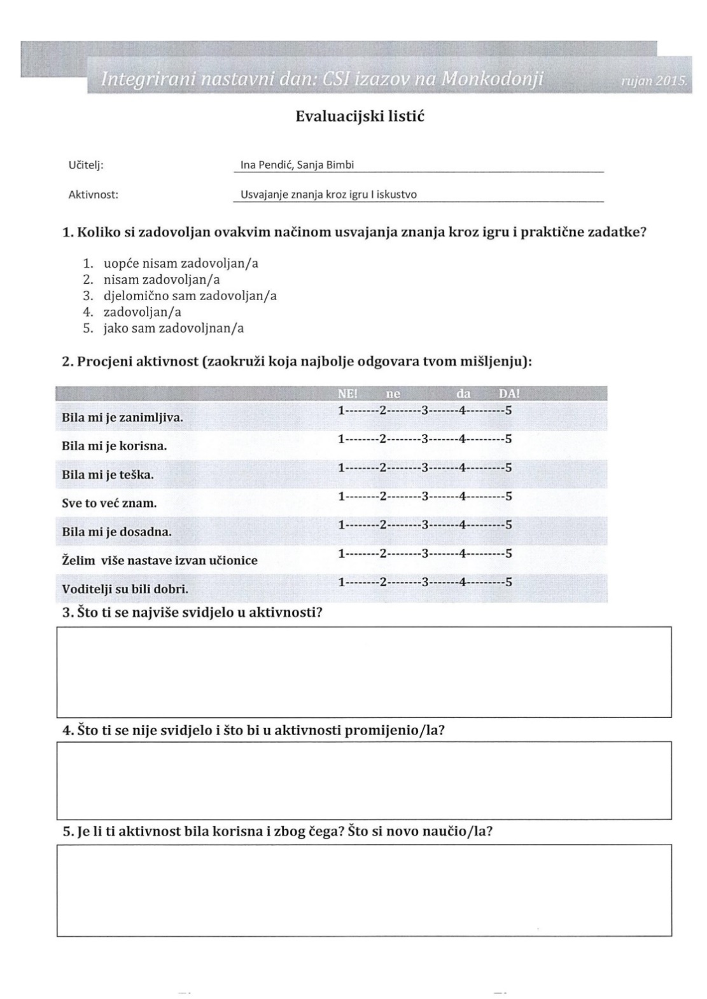 Integrirani nastavni dan: CSI izazov na Monkodonji rujan 2015.
Evaluacijski listić
Učitelj: Ina Pendić, Sanja Bimbi
Aktivnost: Usvajanje znanja kroz igru I iskustvo
1. Koliko si zadovoljan ovakvim načinom usvajanja znanja kroz igru i praktične zadatke?
1. uopće nisam zadovoljan/a
2. nisam zadovoljan/a
3. djelomično sam zadovoljan/a
4. zadovoljan/a
5. jako sam zadovoljnan/a
2. Procjeni aktivnost (zaokruži koja najbolje odgovara tvom mišljenju):
NE! ne da DA!
Bila mi je zanimljiva. 1--------2--------3-------4---------5
Bila mi je korisna. 1--------2--------3-------4---------5
Bila mi je teška. 1--------2--------3-------4---------5
Sve to već znam. 1--------2--------3-------4---------5
Bila mi je dosadna. 1--------2--------3-------4---------5
Želim više nastave izvan učionice 1--------2--------3-------4---------5
Voditelji su bili dobri. 1--------2--------3-------4---------5
3. Što ti se najviše svidjelo u aktivnosti?
4. Što ti se nije svidjelo i što bi u aktivnosti promijenio/la?
5. Je li ti aktivnost bila korisna i zbog čega? Što si novo naučio/la?